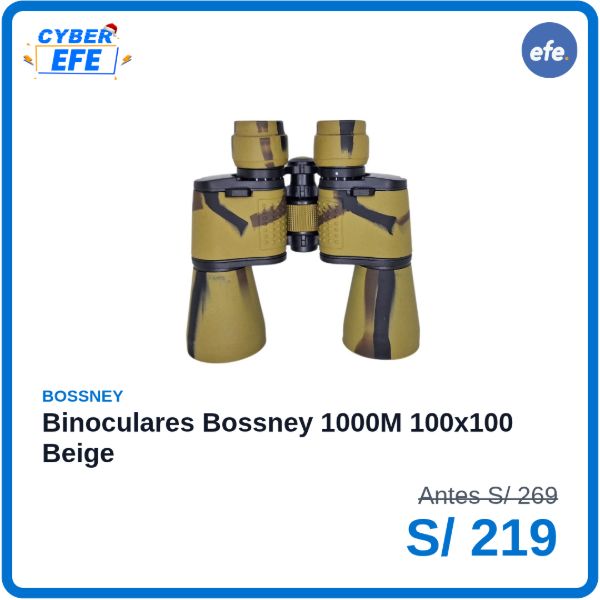 CYBER
EFE
efe.
BOSSNEY
Binoculares Bossney 1000M 100x100
Beige
Antes S/ 269
S/ 219